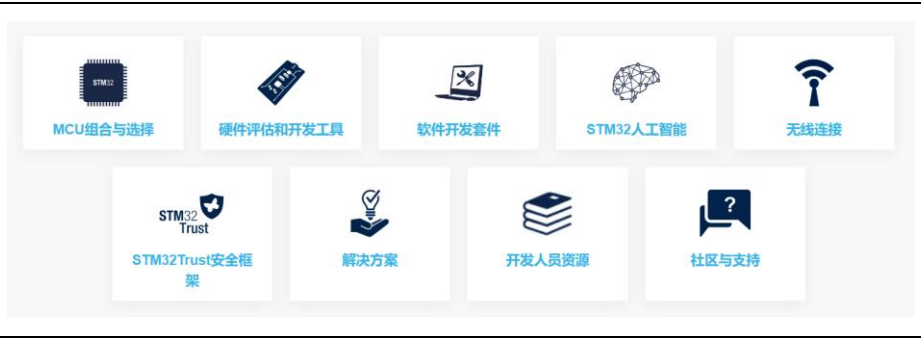 STM32
MCU组合与选择
硬件评估和开发工具
软件开发套件
STM32人工智能
无线连接
STM32
Trust
STM32Trust安全框
架
解决方案
开发人员资源
?
社区与支持